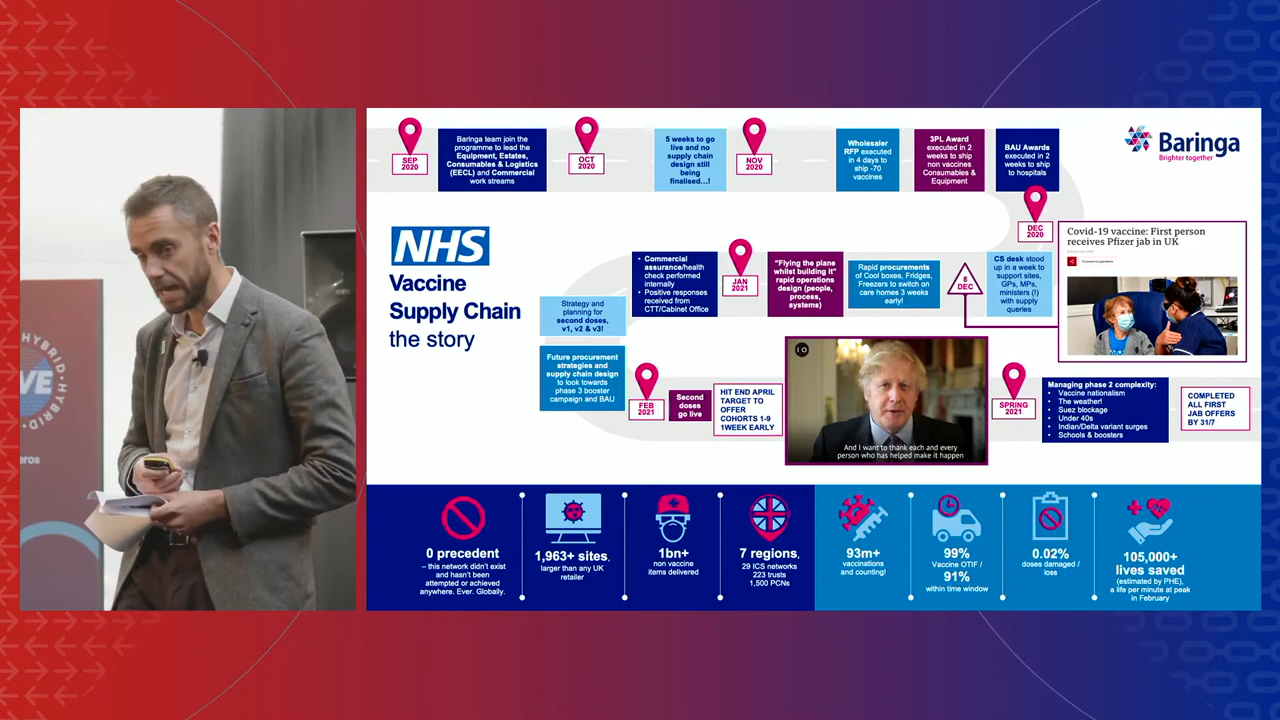 SEP
2020
Baringa team join the
programme to lead the
Equipment, Estates,
Consumables & Logistics
(EECL) and Commercial
work streams
OCT
2020
5 weeks to go
live and no
supply chain
design still
being
finalised...!
NOV
2020
Wholesaler
RFP executed
in 4 days to
ship -70
vaccines
3PL Award
executed in 2
weeks to ship
non vaccines
Consumables &
Equipment
BAU Awards
executed in 2
weeks to ship
to hospitals
Baringa
Brighter together
DEC
2020
NHS
Vaccine
Supply Chain
the story
Strategy and
planning for
second doses,
v1, v2 & v3!
• Commercial
assurance/health
check performed
internally
• Positive responses
received from
CTT/Cabinet Office
JAN
2021
"Flying the plane
whilst building it"
rapid operations
design (people,
process,
systems)
Rapid procurements
of Cool boxes, Fridges,
Freezers to switch on
care homes 3 weeks
early!
8
DEC
CS desk stood
up in a week to
support sites,
GPs, MPs,
ministers (!)
with supply
queries
Covid-19 vaccine: First person
receives Pfizer jab in UK
Coronavirus pandemic
Future procurement
strategies and
supply chain design
to look towards
phase 3 booster
campaign and BAU
FEB
2021
Second
doses
go live
HIT END APRIL
TARGET TO
OFFER
COHORTS 1-9
1WEEK EARLY
10
And I want to thank each and every
person who has helped make it happen
SPRING
2021
Managing phase 2 complexity:
• Vaccine nationalism
• The weather!
• Suez blockage
• Under 40s
• Indian/Delta variant surges
• Schools & boosters
COMPLETED
ALL FIRST
JAB OFFERS
BY 31/7
0 precedent
– this network didn't exist
and hasn't been
attempted or achieved
anywhere. Ever. Globally.
1,963+ sites,
larger than any UK
retailer
1bn+
non vaccine
items delivered
7 regions,
29 ICS networks
223 trusts
1,500 PCNs
93m+
vaccinations
and counting!
99%
Vaccine OTIF /
91%
within time window
0.02%
doses damaged /
loss
105,000+
lives saved
(estimated by PHE),
a life per minute at peak
in February
HYBRID